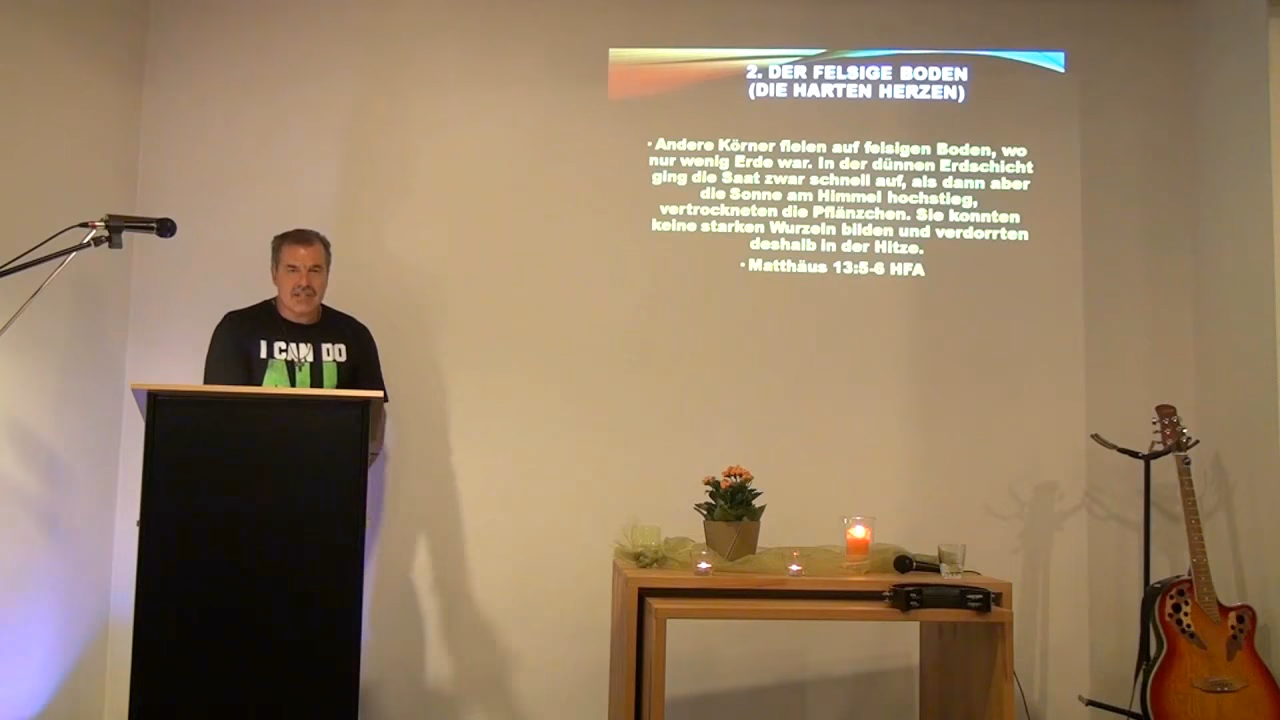 2. DER FELSIGE BODEN
(DIE HARTEN HERZEN)
• Andere Körner fielen auf felsigen Boden, wo
nur wenig Erde war. In der dünnen Erdschicht
ging die Saat zwar schnell auf, als dann aber
die Sonne am Himmel hochstieg,
vertrockneten die Pflänzchen. Sie konnten
keine starken Wurzeln bilden und verdorrten
deshalb in der Hitze.
• Matthäus 13:5-6 HFA
I CAN DO
ALL